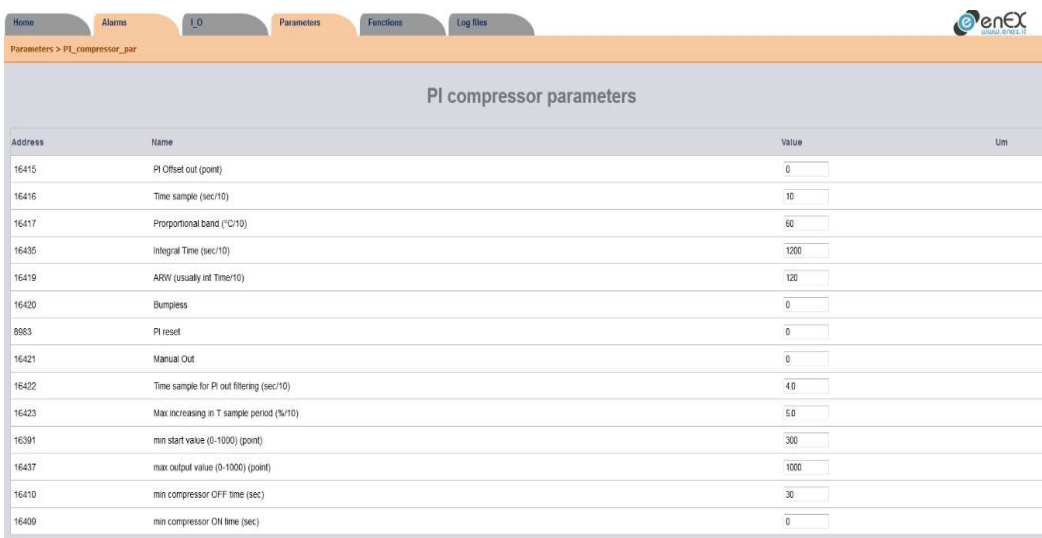 Home Alarms I_O Parameters Functions Log files
enEX
www.enex.it
Parameters > PI_compressor_par
PI compressor parameters
Address Name Value Um
16415 PI Offset out (point) 0
16416 Time sample (sec/10) 10
16417 Prorportional band (°C/10) 60
16435 Integral Time (sec/10) 1200
16419 ARW (usually int Time/10) 120
16420 Bumpless 0
8983 PI reset 0
16421 Manual Out 0
16422 Time sample for PI out filtering (sec/10) 4.0
16423 Max increasing in T sample period (%/10) 5.0
16391 min start value (0-1000) (point) 300
16437 max output value (0-1000) (point) 1000
16410 min compressor OFF time (sec) 30
16409 min compressor ON time (sec) 0